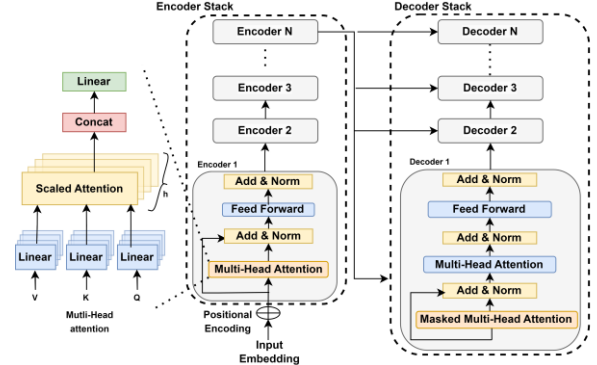 Encoder Stack
Decoder Stack
Encoder N
Decoder N
Linear
Encoder 3
Decoder 3
Concat
Encoder 2
Decoder 2
Encoder 1
Decoder 1
Add & Norm
Add & Norm
Scaled Attention
h
Feed Forward
Feed Forward
Add & Norm
Add & Norm
Linear
Linear
Linear
Multi-Head Attention
Multi-Head Attention
Add & Norm
V
K
Q
Masked Multi-Head Attention
Mutli-Head
attention
Positional
Encoding
Input
Embedding